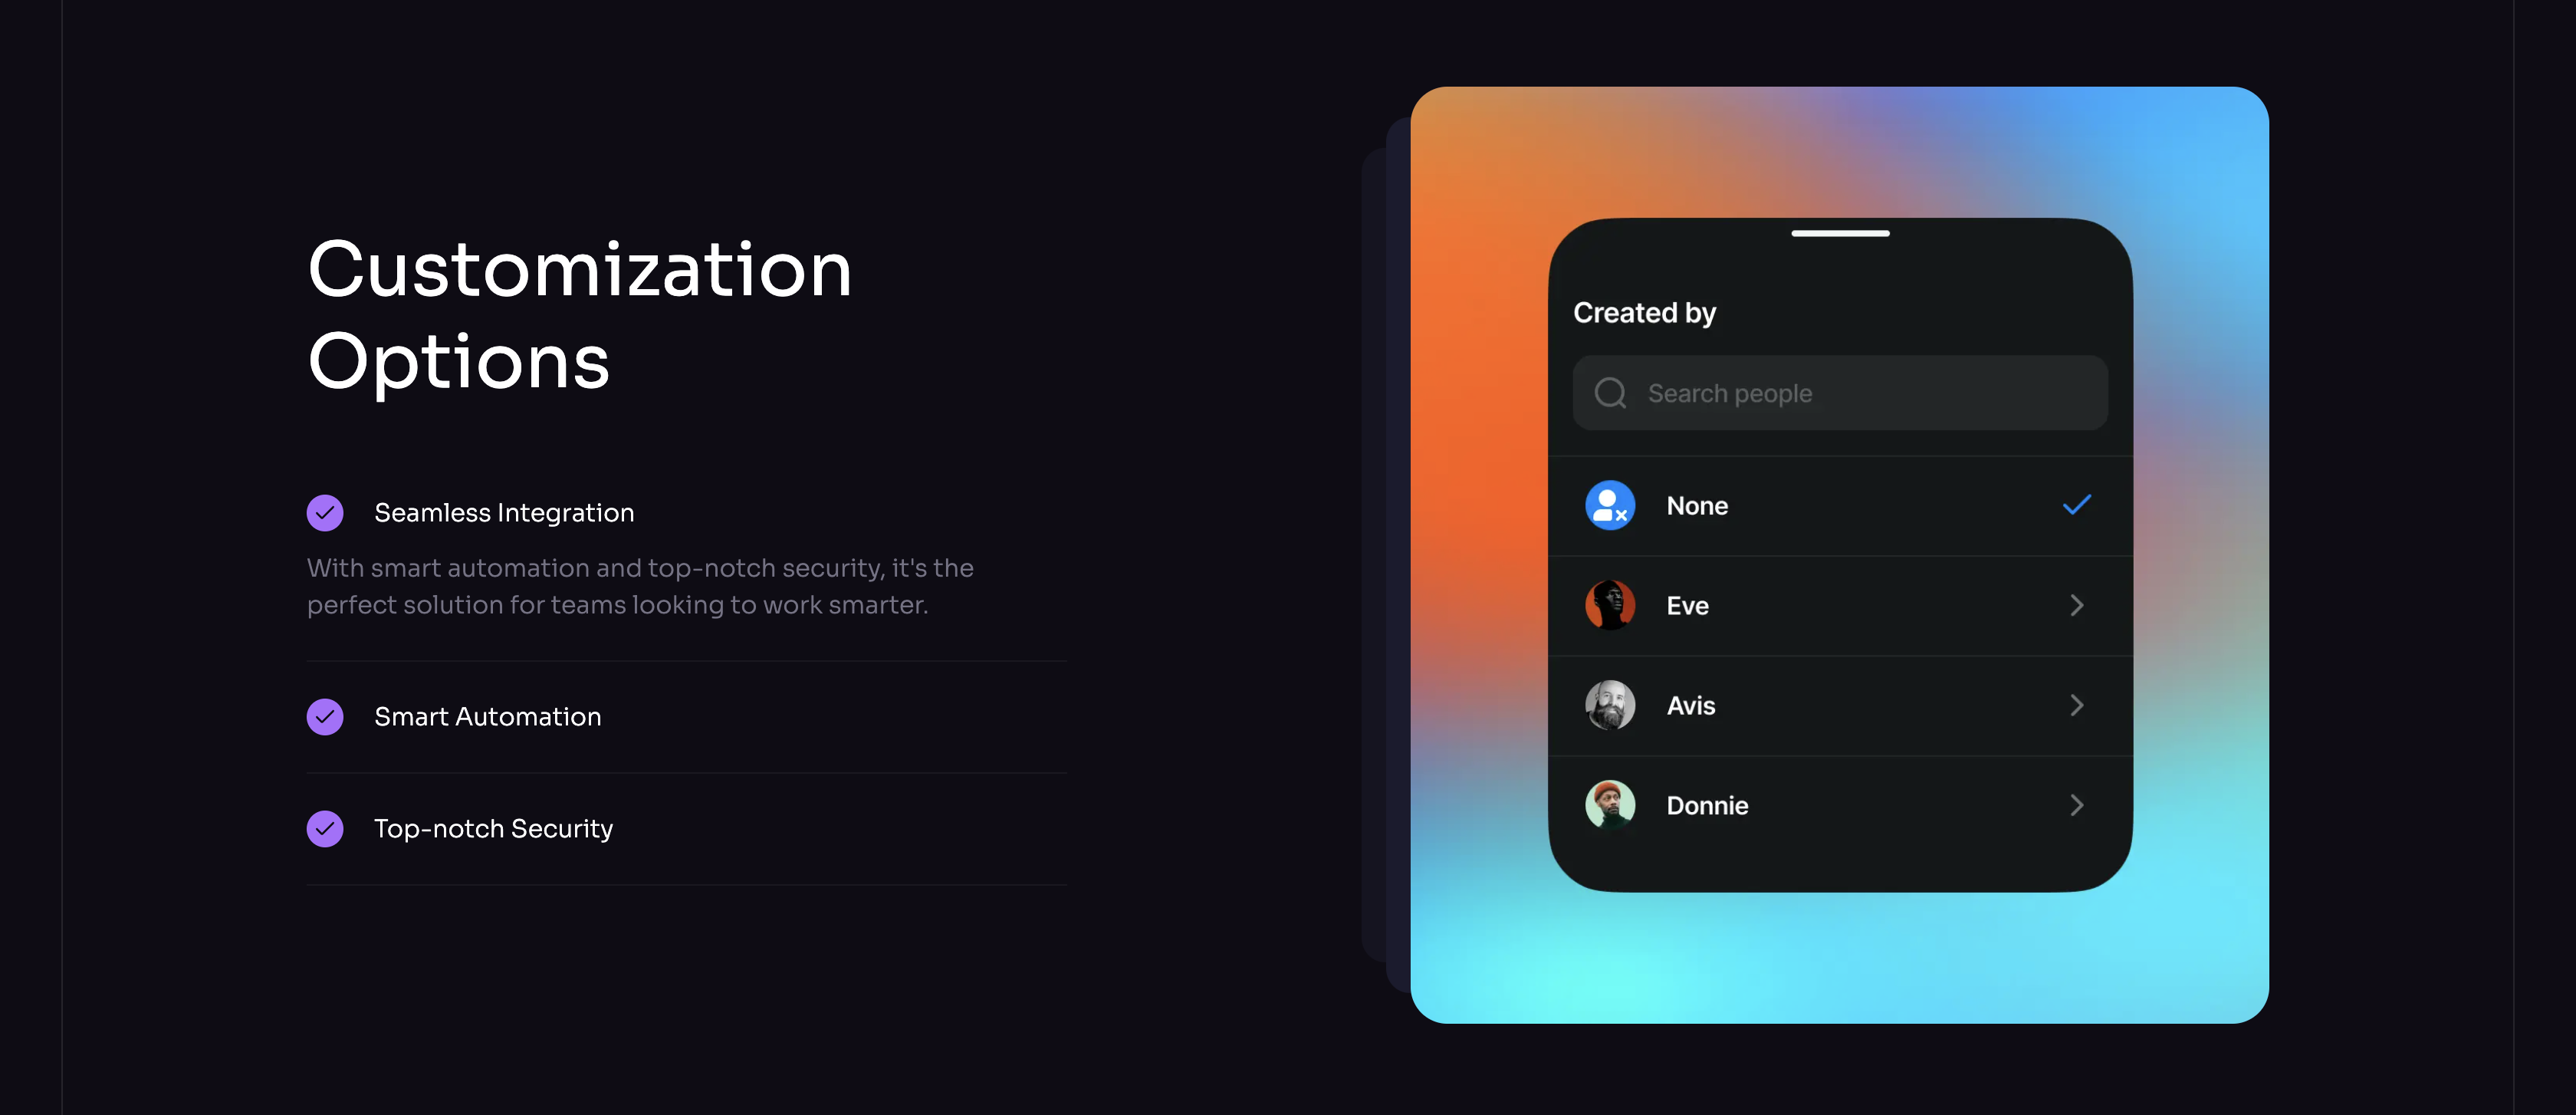 Customization
Options
Seamless Integration
With smart automation and top-notch security, it's the
perfect solution for teams looking to work smarter.
Smart Automation
Top-notch Security
Created by
Search people
None
Eve
Avis
Donnie